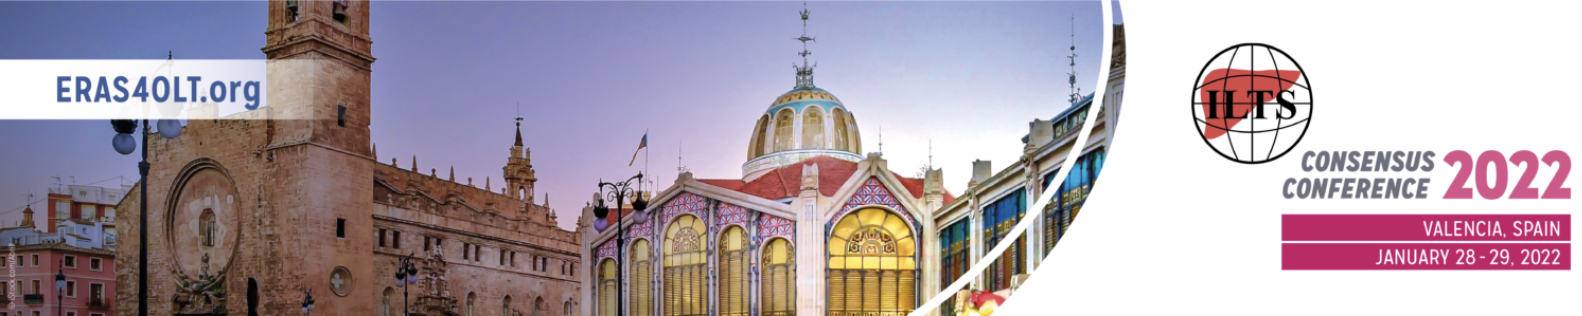 ERAS4OLT.org
ILTS
CONSENSUS
CONFERENCE 2022
VALENCIA, SPAIN
JANUARY 28 - 29, 2022